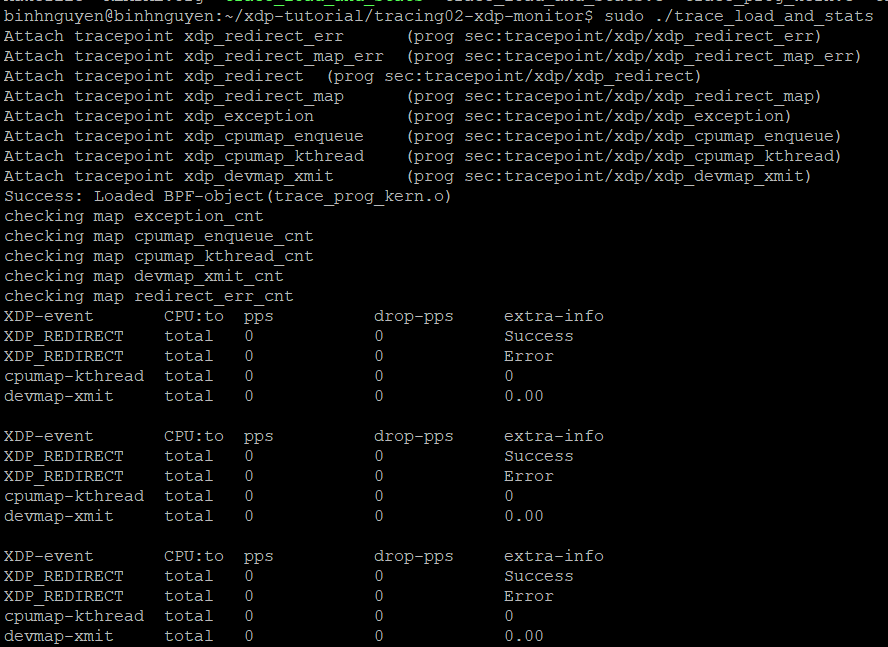 binhnguyen@binhnguyen:~/xdp-tutorial/tracing02-xdp-monitor$ sudo ./trace_load_and_stats
Attach tracepoint xdp_redirect_err (prog sec:tracepoint/xdp/xdp_redirect_err)
Attach tracepoint xdp_redirect_map_err (prog sec:tracepoint/xdp/xdp_redirect_map_err)
Attach tracepoint xdp_redirect (prog sec:tracepoint/xdp/xdp_redirect)
Attach tracepoint xdp_redirect_map (prog sec:tracepoint/xdp/xdp_redirect_map)
Attach tracepoint xdp_exception (prog sec:tracepoint/xdp/xdp_exception)
Attach tracepoint xdp_cpumap_enqueue (prog sec:tracepoint/xdp/xdp_cpumap_enqueue)
Attach tracepoint xdp_cpumap_kthread (prog sec:tracepoint/xdp/xdp_cpumap_kthread)
Attach tracepoint xdp_devmap_xmit (prog sec:tracepoint/xdp/xdp_devmap_xmit)
Success: Loaded BPF-object(trace_prog_kern.o)
checking map exception_cnt
checking map cpumap_enqueue_cnt
checking map cpumap_kthread_cnt
checking map devmap_xmit_cnt
checking map redirect_err_cnt
XDP-event CPU:to pps drop-pps extra-info
XDP_REDIRECT total 0 0 Success
XDP_REDIRECT total 0 0 Error
cpumap-kthread total 0 0 0
devmap-xmit total 0 0 0.00
XDP-event CPU:to pps drop-pps extra-info
XDP_REDIRECT total 0 0 Success
XDP_REDIRECT total 0 0 Error
cpumap-kthread total 0 0 0
devmap-xmit total 0 0 0.00
XDP-event CPU:to pps drop-pps extra-info
XDP_REDIRECT total 0 0 Success
XDP_REDIRECT total 0 0 Error
cpumap-kthread total 0 0 0
devmap-xmit total 0 0 0.00